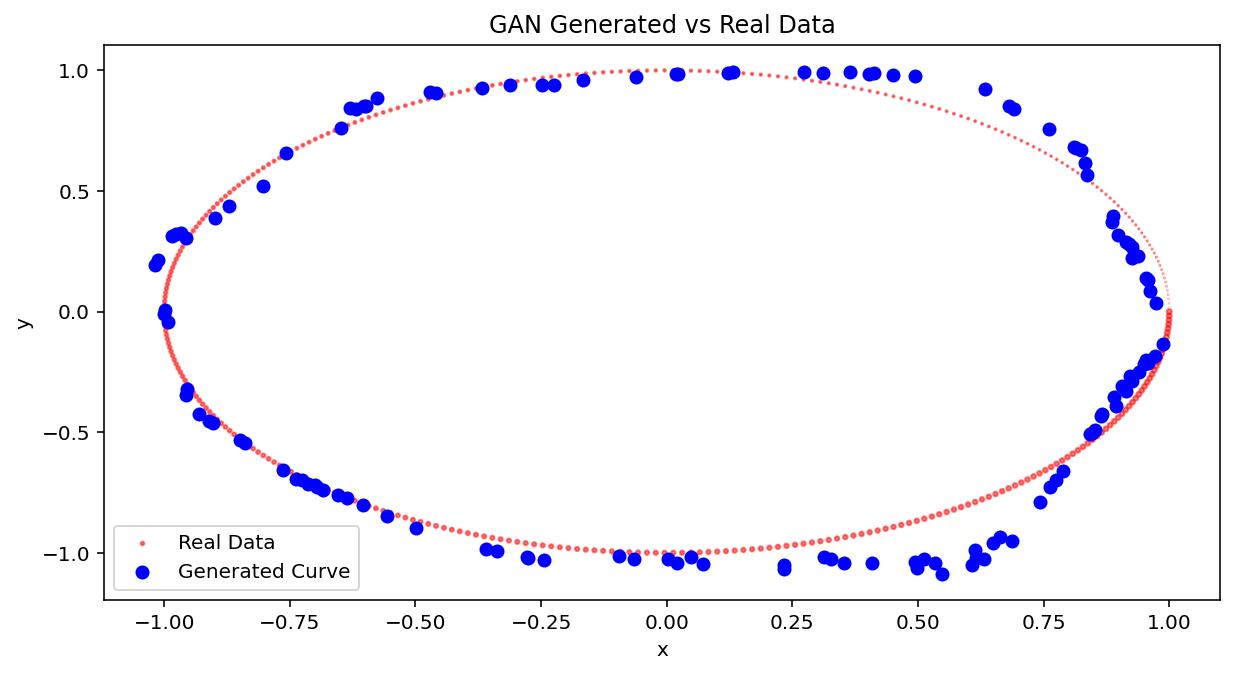 GAN Generated vs Real Data
1.0
0.5
0.0
−0.5
−1.0
y
Real Data
Generated Curve
−1.00 −0.75 −0.50 −0.25 0.00 0.25 0.50 0.75 1.00
x